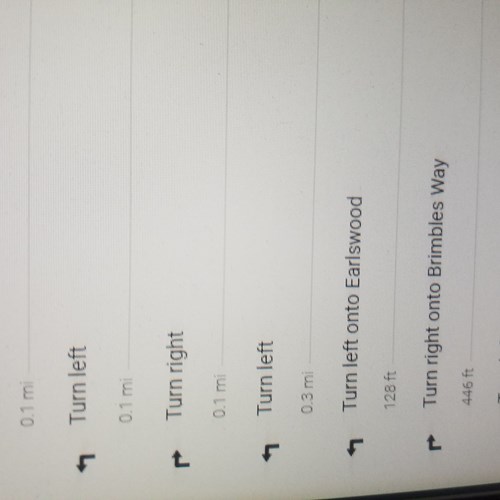 0.1 mi
Turn left
0.1 mi
Turn right
0.1 mi
Turn left
0.3 mi
Turn left onto Earlswood
128 ft
Turn right onto Brimbles Way
446 ft